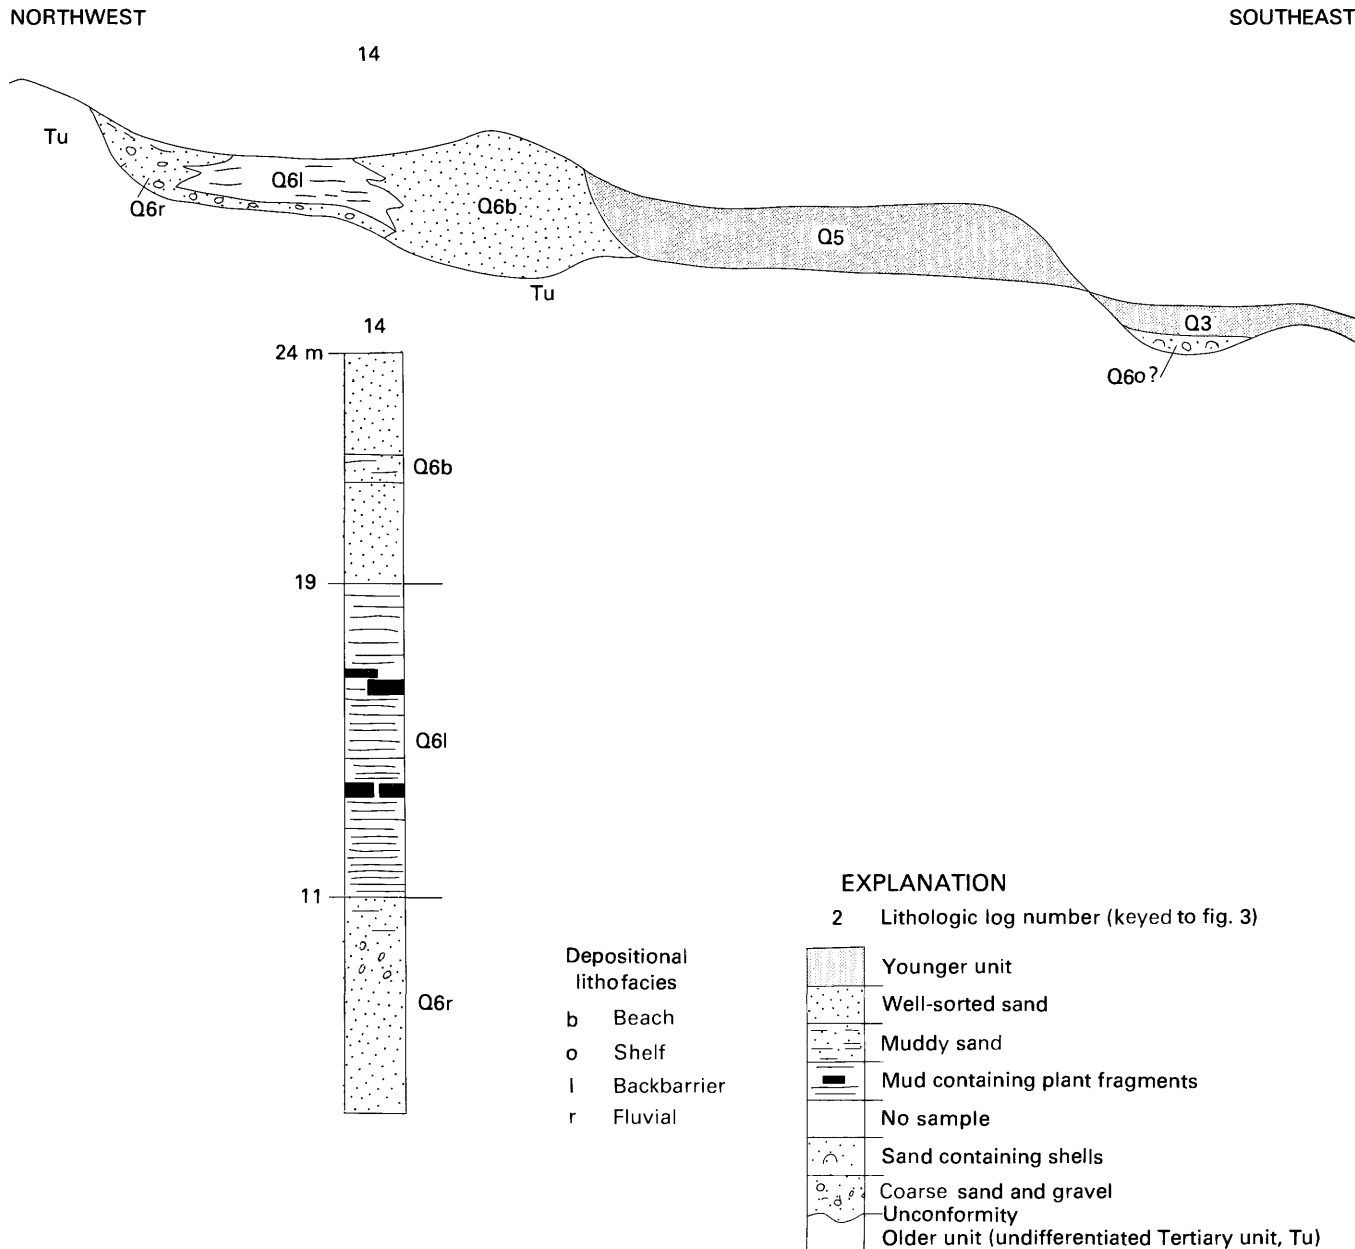 NORTHWEST
SOUTHEAST
14
Tu
Q6r
Q6l
Q6b
Tu
Q5
Q3
Q6o?
14
24 m
Q6b
19
Q6l
11
Q6r
Depositional
lithofacies
b Beach
o Shelf
l Backbarrier
r Fluvial
EXPLANATION
2 Lithologic log number (keyed to fig. 3)
Younger unit
Well-sorted sand
Muddy sand
Mud containing plant fragments
No sample
Sand containing shells
Coarse sand and gravel
Unconformity
Older unit (undifferentiated Tertiary unit, Tu)